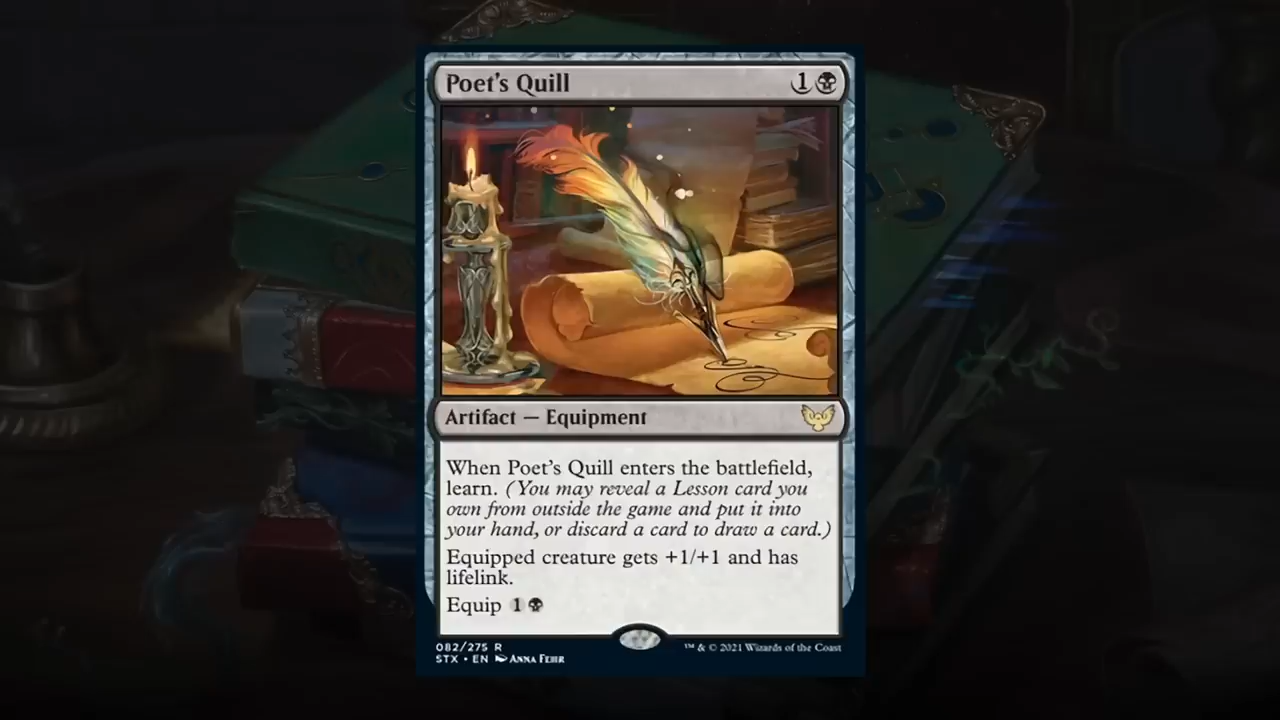 Poet's Quill 1
Artifact — Equipment
When Poet's Quill enters the battlefield,
learn. (You may reveal a Lesson card you
own from outside the game and put it into
your hand, or discard a card to draw a card.)
Equipped creature gets +1/+1 and has
lifelink.
Equip 1
082/275 R
STX • EN Anna Fehr
™ & © 2021 Wizards of the Coast